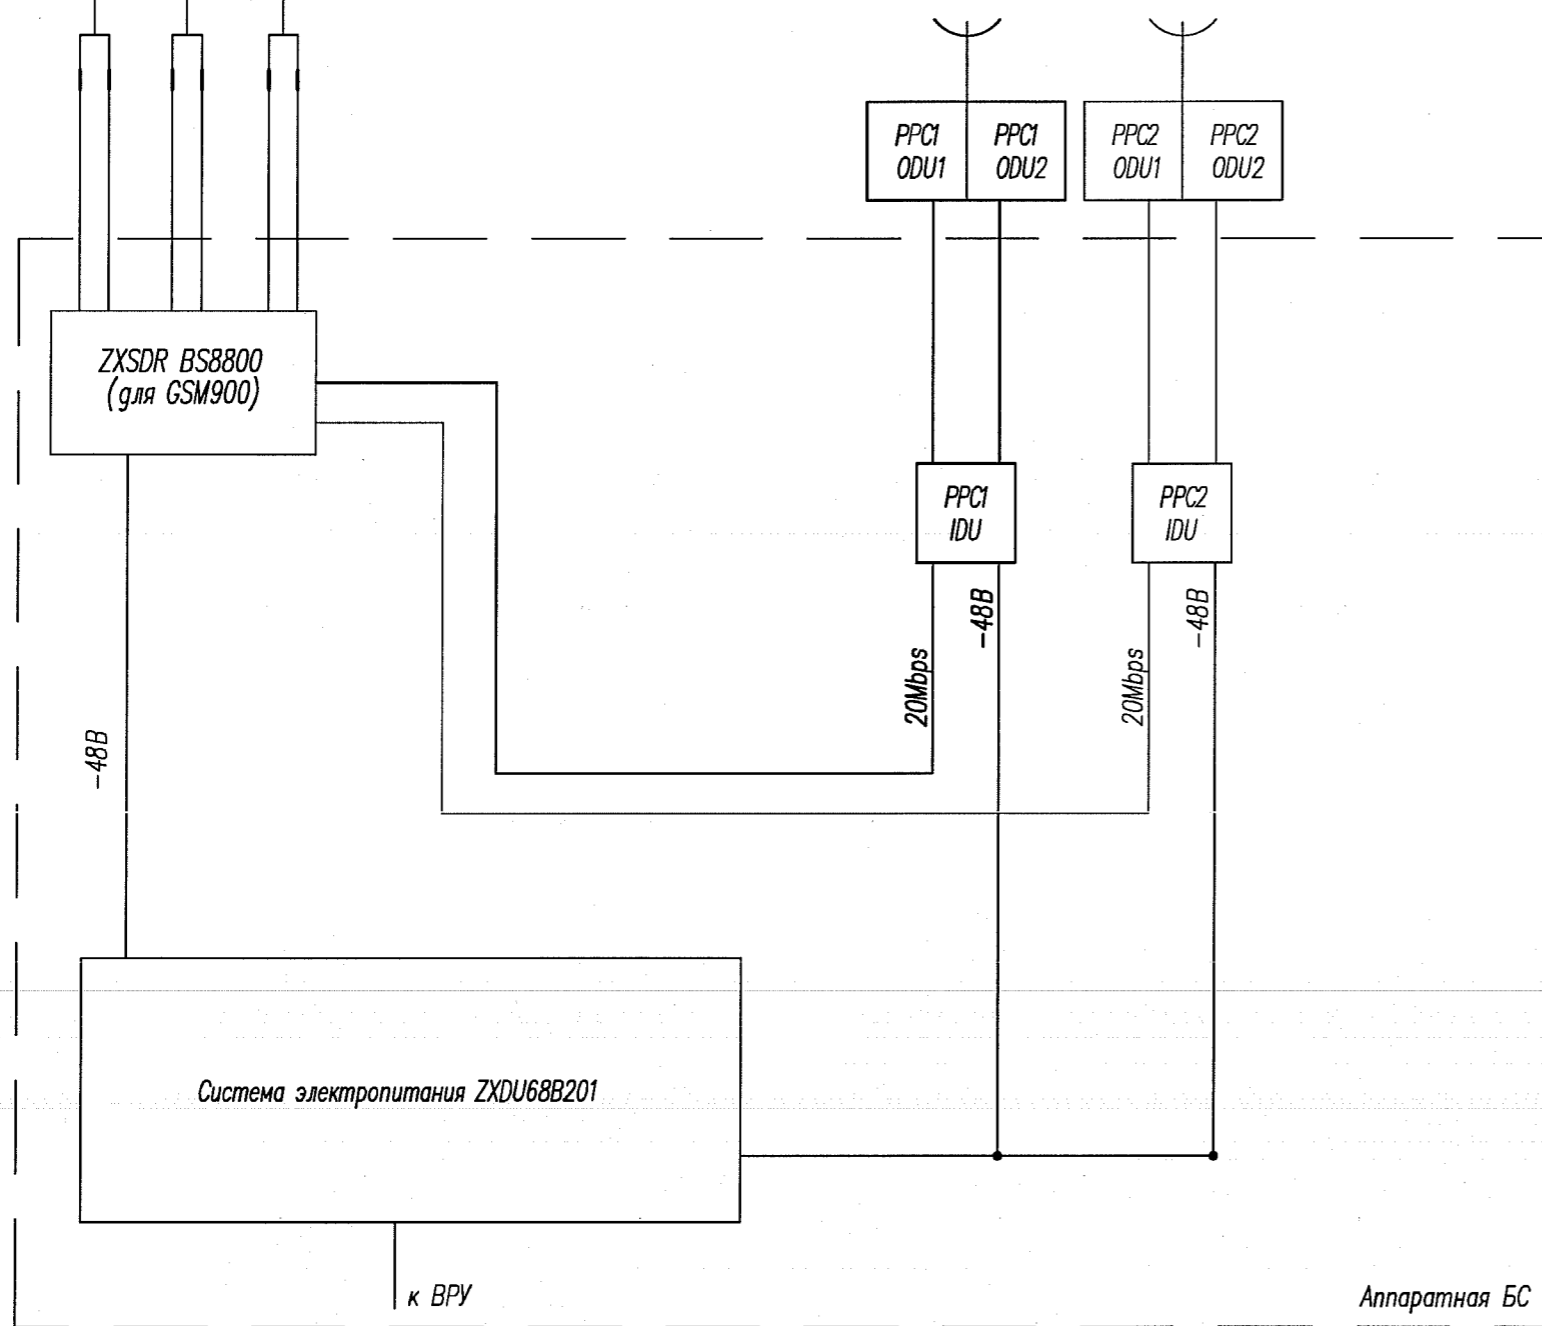 РРС1
ODU1
РРС1
ODU2
РРС2
ODU1
РРС2
ODU2
ZXSDR BS8800
(для GSM900)
РРС1
IDU
РРС2
IDU
-48В
-48В
20Mbps
20Mbps
-48В
Система электропитания ZXDU68B201
к ВРУ
Аппаратная БС